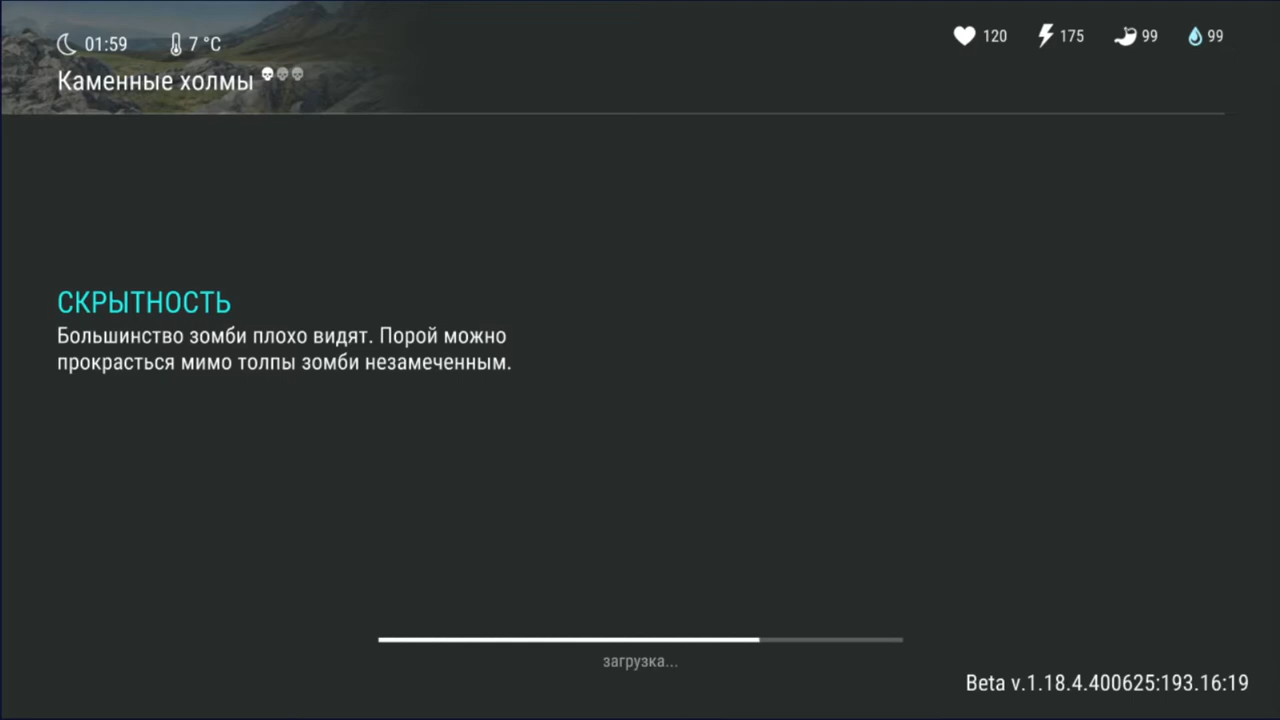 01:59 7 °C
120 175 99 99
Каменные холмы
СКРЫТНОСТЬ
Большинство зомби плохо видят. Порой можно
прокрасться мимо толпы зомби незамеченным.
загрузка...
Beta v.1.18.4.400625:193.16:19